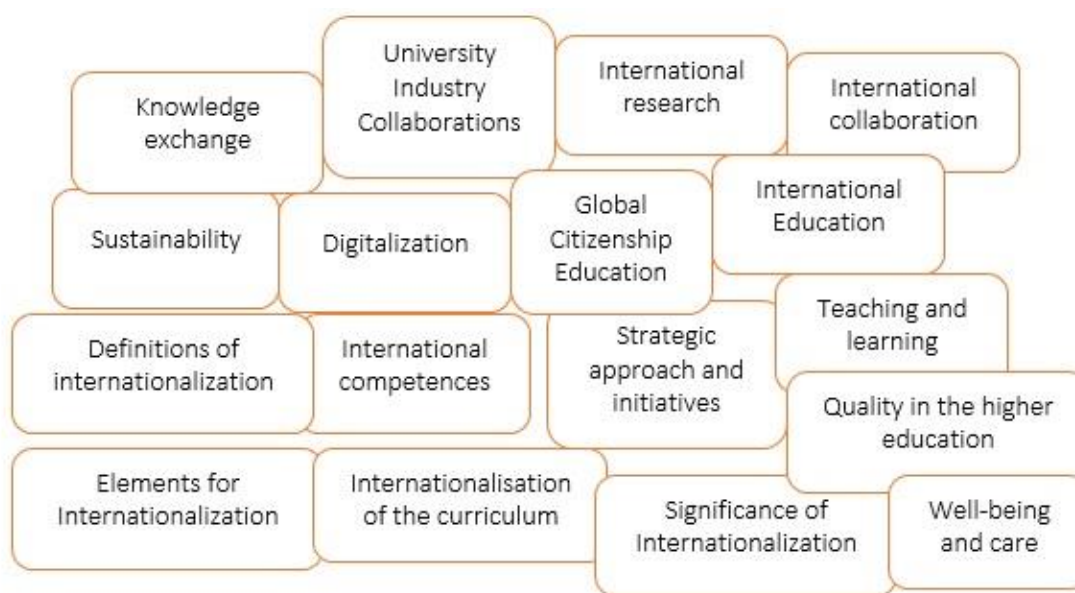 University
Industry
Collaborations
International
research
International
collaboration
Knowledge
exchange
International
Education
Global
Citizenship
Education
Sustainability
Digitalization
Teaching and
learning
Strategic
approach and
initiatives
Definitions of
internationalization
International
competences
Quality in the higher
education
Elements for
Internationalization
Internationalisation
of the curriculum
Significance of
Internationalization
Well-being
and care